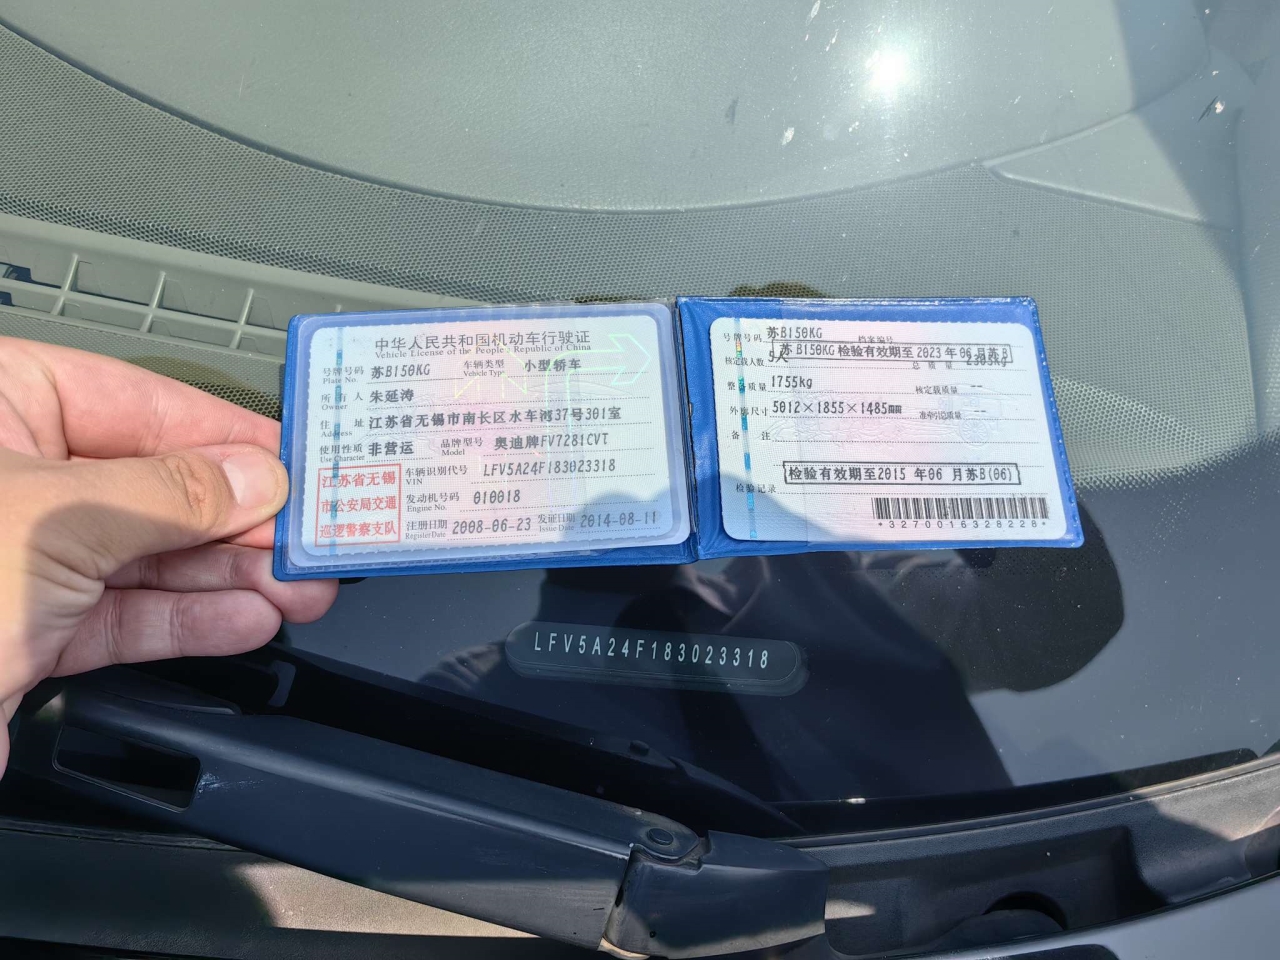 中华人民共和国机动车行驶证
Vehicle License of the People's Republic of China
号牌号码 苏B150KG 车辆类型 小型轿车
Plate No. Vehicle Type
所有人 朱延涛
Owner
住址 江苏省无锡市南长区水车湾37号301室
Address
使用性质 非营运 品牌型号 奥迪牌FV7281CVT
Use Character Model
江苏省无锡
市公安局交通
巡逻警察支队
车辆识别代号 LFV5A24F183023318
VIN
发动机号码 010018
Engine No.
注册日期 2008-06-23 发证日期 2014-08-11
Register Date Issue Date
号牌号码 苏B150KG 档案编号
苏B150KG 检验有效期至 2023 年 06 月苏B
核定载人数 5人 总质量
整备质量 1755kg 核定载质量 --
外廓尺寸 5012×1855×1485mm 准牵引总质量 --
备注
检验有效期至2015 年06 月苏B(06)
检验记录
*3270016328228*
LFV5A24F183023318